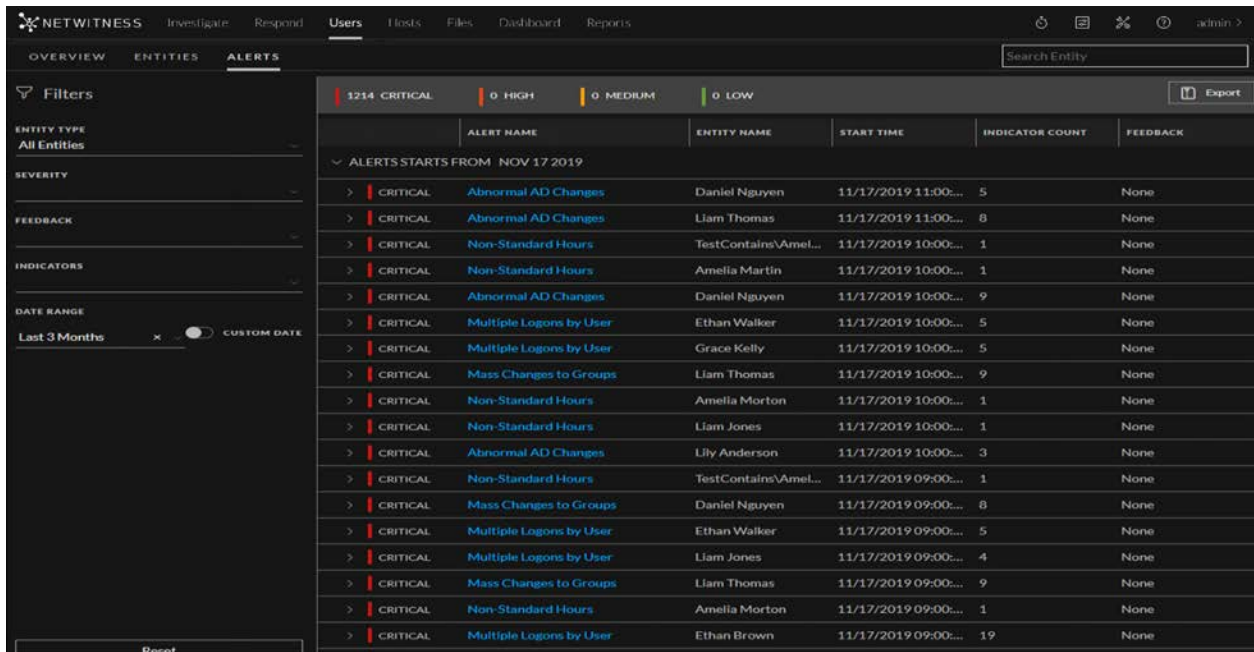 NETWITNESS Investigate Respond Users Hosts Files Dashboard Reports admin >
OVERVIEW ENTITIES ALERTS Search Entity
Filters
ENTITY TYPE
All Entities
SEVERITY
FEEDBACK
INDICATORS
DATE RANGE
Last 3 Months × CUSTOM DATE
Reset
1214 CRITICAL 0 HIGH 0 MEDIUM 0 LOW Export
ALERT NAME ENTITY NAME START TIME INDICATOR COUNT FEEDBACK
ALERTS STARTS FROM NOV 17 2019
CRITICAL Abnormal AD Changes Daniel Nguyen 11/17/2019 11:00:... 5 None
CRITICAL Abnormal AD Changes Liam Thomas 11/17/2019 11:00:... 8 None
CRITICAL Non-Standard Hours TestContains\Amel... 11/17/2019 10:00:... 1 None
CRITICAL Non-Standard Hours Amelia Martin 11/17/2019 10:00:... 1 None
CRITICAL Abnormal AD Changes Daniel Nguyen 11/17/2019 10:00:... 9 None
CRITICAL Multiple Logons by User Ethan Walker 11/17/2019 10:00:... 5 None
CRITICAL Multiple Logons by User Grace Kelly 11/17/2019 10:00:... 5 None
CRITICAL Mass Changes to Groups Liam Thomas 11/17/2019 10:00:... 9 None
CRITICAL Non-Standard Hours Amelia Morton 11/17/2019 10:00:... 1 None
CRITICAL Non-Standard Hours Liam Jones 11/17/2019 10:00:... 1 None
CRITICAL Abnormal AD Changes Lily Anderson 11/17/2019 10:00:... 3 None
CRITICAL Non-Standard Hours TestContains\Amel... 11/17/2019 09:00:... 1 None
CRITICAL Mass Changes to Groups Daniel Nguyen 11/17/2019 09:00:... 8 None
CRITICAL Multiple Logons by User Ethan Walker 11/17/2019 09:00:... 5 None
CRITICAL Multiple Logons by User Liam Jones 11/17/2019 09:00:... 4 None
CRITICAL Mass Changes to Groups Liam Thomas 11/17/2019 09:00:... 9 None
CRITICAL Non-Standard Hours Amelia Morton 11/17/2019 09:00:... 1 None
CRITICAL Multiple Logons by User Ethan Brown 11/17/2019 09:00:... 19 None